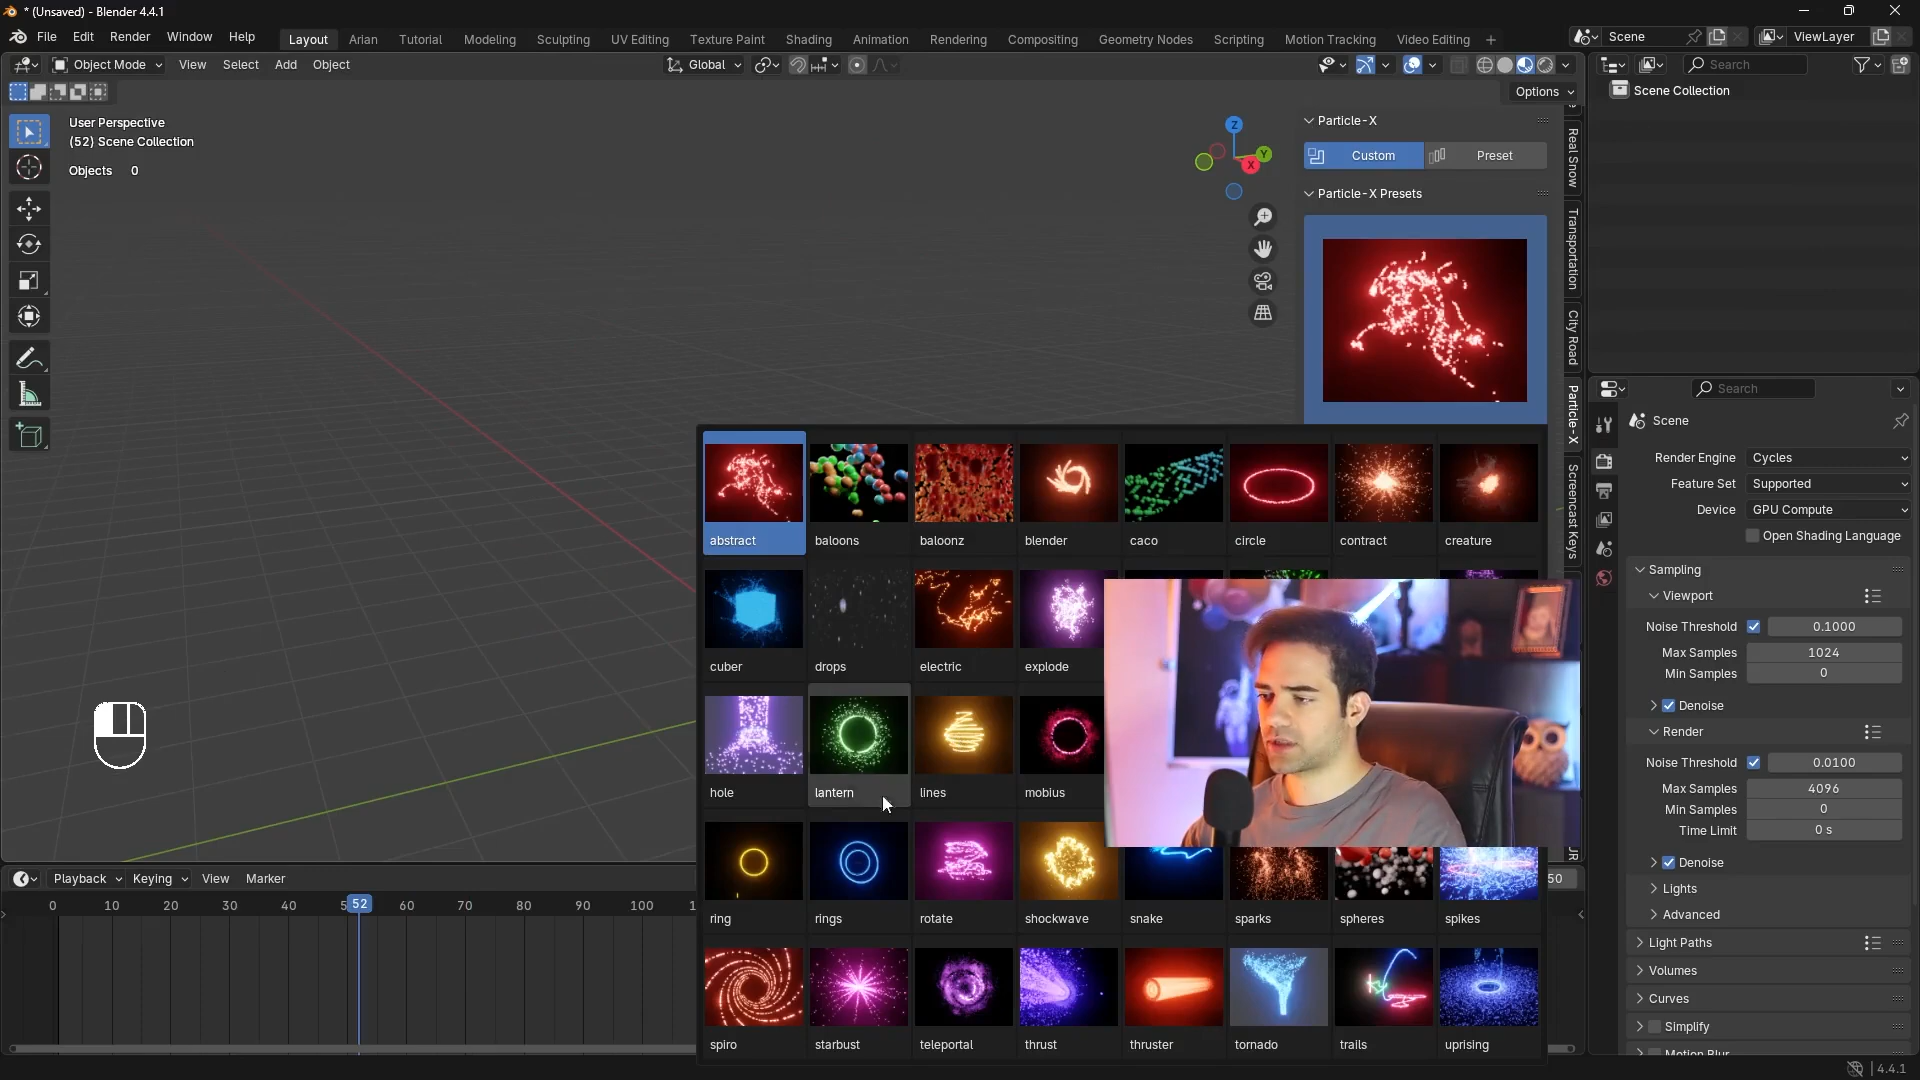 * (Unsaved) - Blender 4.4.1
File Edit Render Window Help
Layout Arian Tutorial Modeling Sculpting UV Editing Texture Paint Shading Animation Rendering Compositing Geometry Nodes Scripting Motion Tracking Video Editing +
Scene
ViewLayer
Object Mode View Select Add Object
Global
Search
Options
Scene Collection
User Perspective
(52) Scene Collection
Objects 0
Z
Y
X
Particle-X
Custom Preset
Particle-X Presets
Real Snow
Transportation
City Road
Particle-X
Screencast Keys
abstract baloons baloonz blender caco circle contract creature
cuber drops electric explode
hole lantern lines mobius
ring rings rotate shockwave snake sparks spheres spikes
spiro starbust teleportal thrust thruster tornado trails uprising
Search
Scene
Render Engine Cycles
Feature Set Supported
Device GPU Compute
Open Shading Language
Sampling
Viewport
Noise Threshold 0.1000
Max Samples 1024
Min Samples 0
Denoise
Render
Noise Threshold 0.0100
Max Samples 4096
Min Samples 0
Time Limit 0 s
Denoise
Lights
Advanced
Light Paths
Volumes
Curves
Simplify
Motion Blur
Playback Keying View Marker
50
0 10 20 30 40 5 52 60 70 80 90 100 1
4.4.1